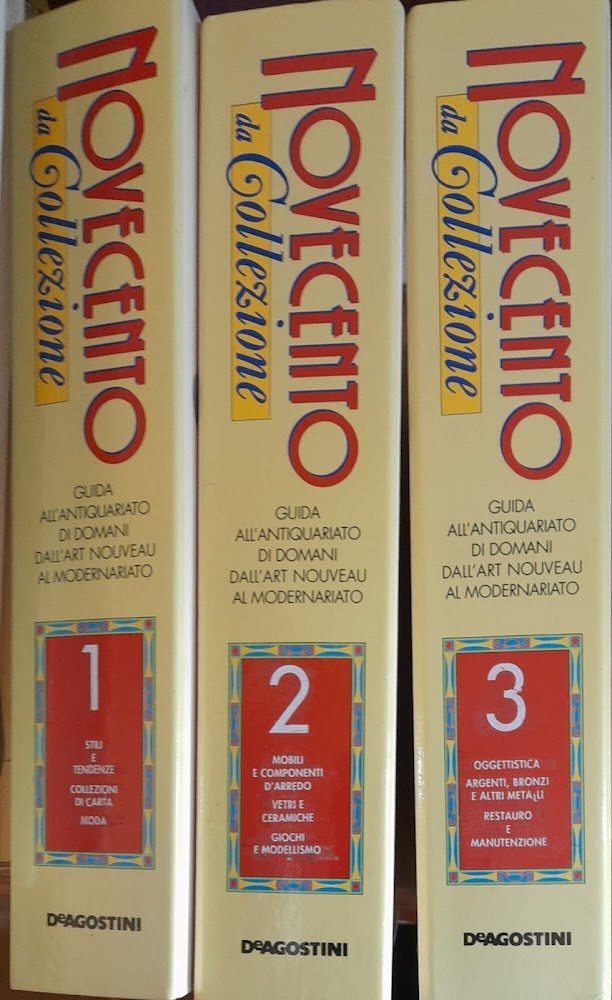 NOVECENTO
da Collezione
GUIDA
ALL'ANTIQUARIATO
DI DOMANI
DALL'ART NOUVEAU
AL MODERNARIATO
1
STILI
E
TENDENZE
COLLEZIONI
DI CARTA
MODA
DeAGOSTINI
NOVECENTO
da Collezione
GUIDA
ALL'ANTIQUARIATO
DI DOMANI
DALL'ART NOUVEAU
AL MODERNARIATO
2
MOBILI
E COMPONENTI
D'ARREDO
VETRI E
CERAMICHE
GIOCHI
E MODELLISMO
DeAGOSTINI
NOVECENTO
da Collezione
GUIDA
ALL'ANTIQUARIATO
DI DOMANI
DALL'ART NOUVEAU
AL MODERNARIATO
3
OGGETTISTICA
ARGENTI, BRONZI
E ALTRI METALLI
RESTAURO
E
MANUTENZIONE
DeAGOSTINI